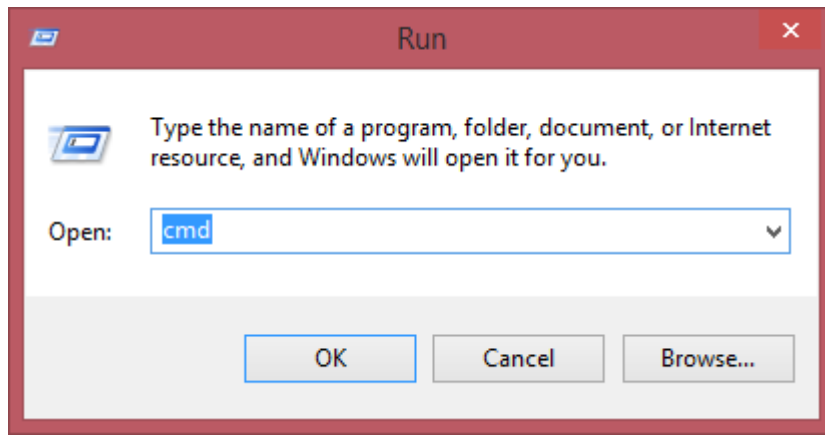 Run
Type the name of a program, folder, document, or Internet
resource, and Windows will open it for you.
Open: cmd
OK Cancel Browse...